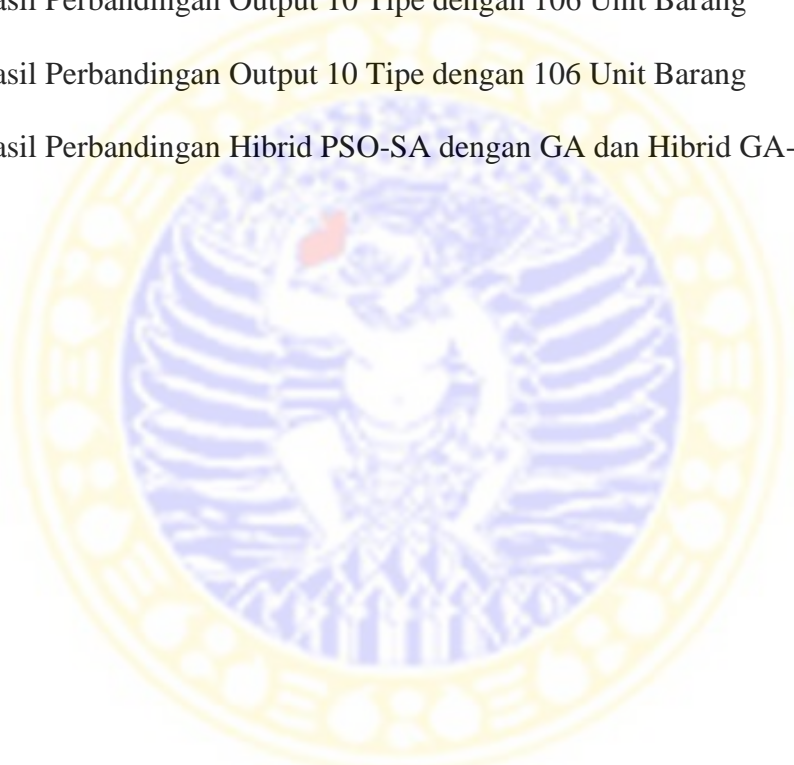 asil Perbandingan Output 10 Tipe dengan 106 Unit Barang
asil Perbandingan Output 10 Tipe dengan 106 Unit Barang
asil Perbandingan Hibrid PSO-SA dengan GA dan Hibrid GA-